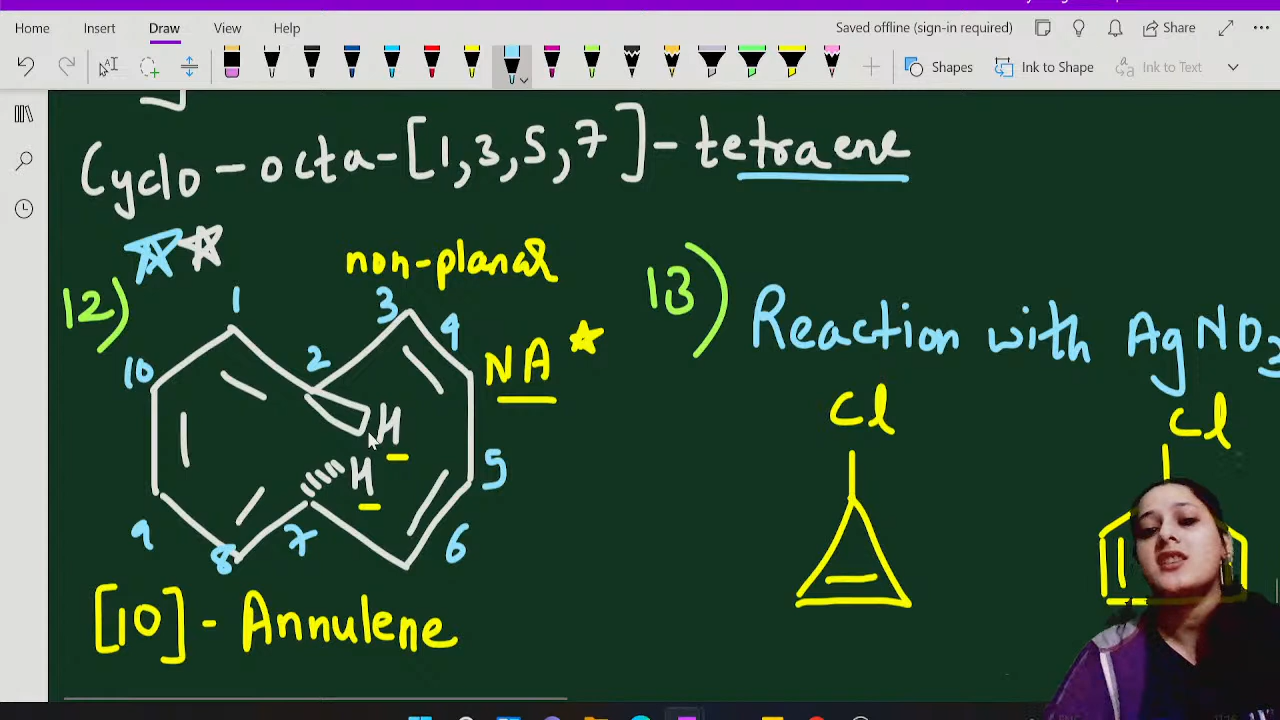 Home Insert Draw View Help Saved offline (sign-in required) Share
Shapes Ink to Shape Ink to Text
Cyclo-octa-[1,3,5,7]-tetraene
12)
non-planar
1 2 3 4
10
NA
H
H
5
9 8 7 6
[10]-Annulene
13)
Reaction with AgNO3
Cl
Cl